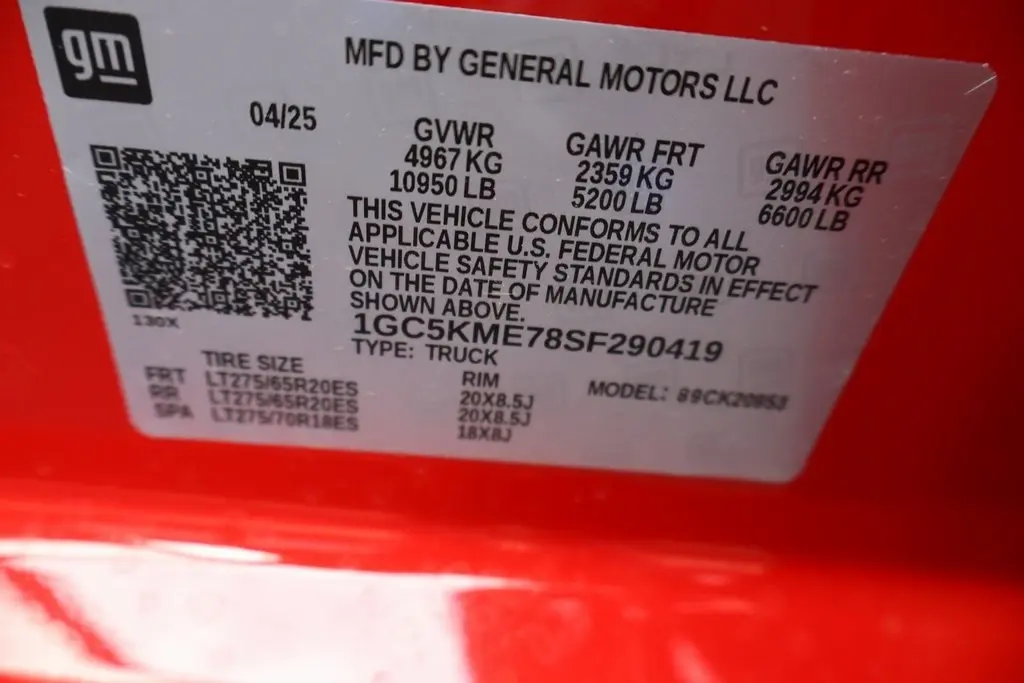 gm
MFD BY GENERAL MOTORS LLC
04/25
GVWR
4967 KG
10950 LB
GAWR FRT
2359 KG
5200 LB
GAWR RR
2994 KG
6600 LB
THIS VEHICLE CONFORMS TO ALL
APPLICABLE U.S. FEDERAL MOTOR
VEHICLE SAFETY STANDARDS IN EFFECT
ON THE DATE OF MANUFACTURE
SHOWN ABOVE.
130X
1GC5KME78SF290419
TYPE: TRUCK
TIRE SIZE
RIM
FRT LT275/65R20ES 20X8.5J
RR LT275/65R20ES 20X8.5J
SPA LT275/70R18ES 18X8J
MODEL: